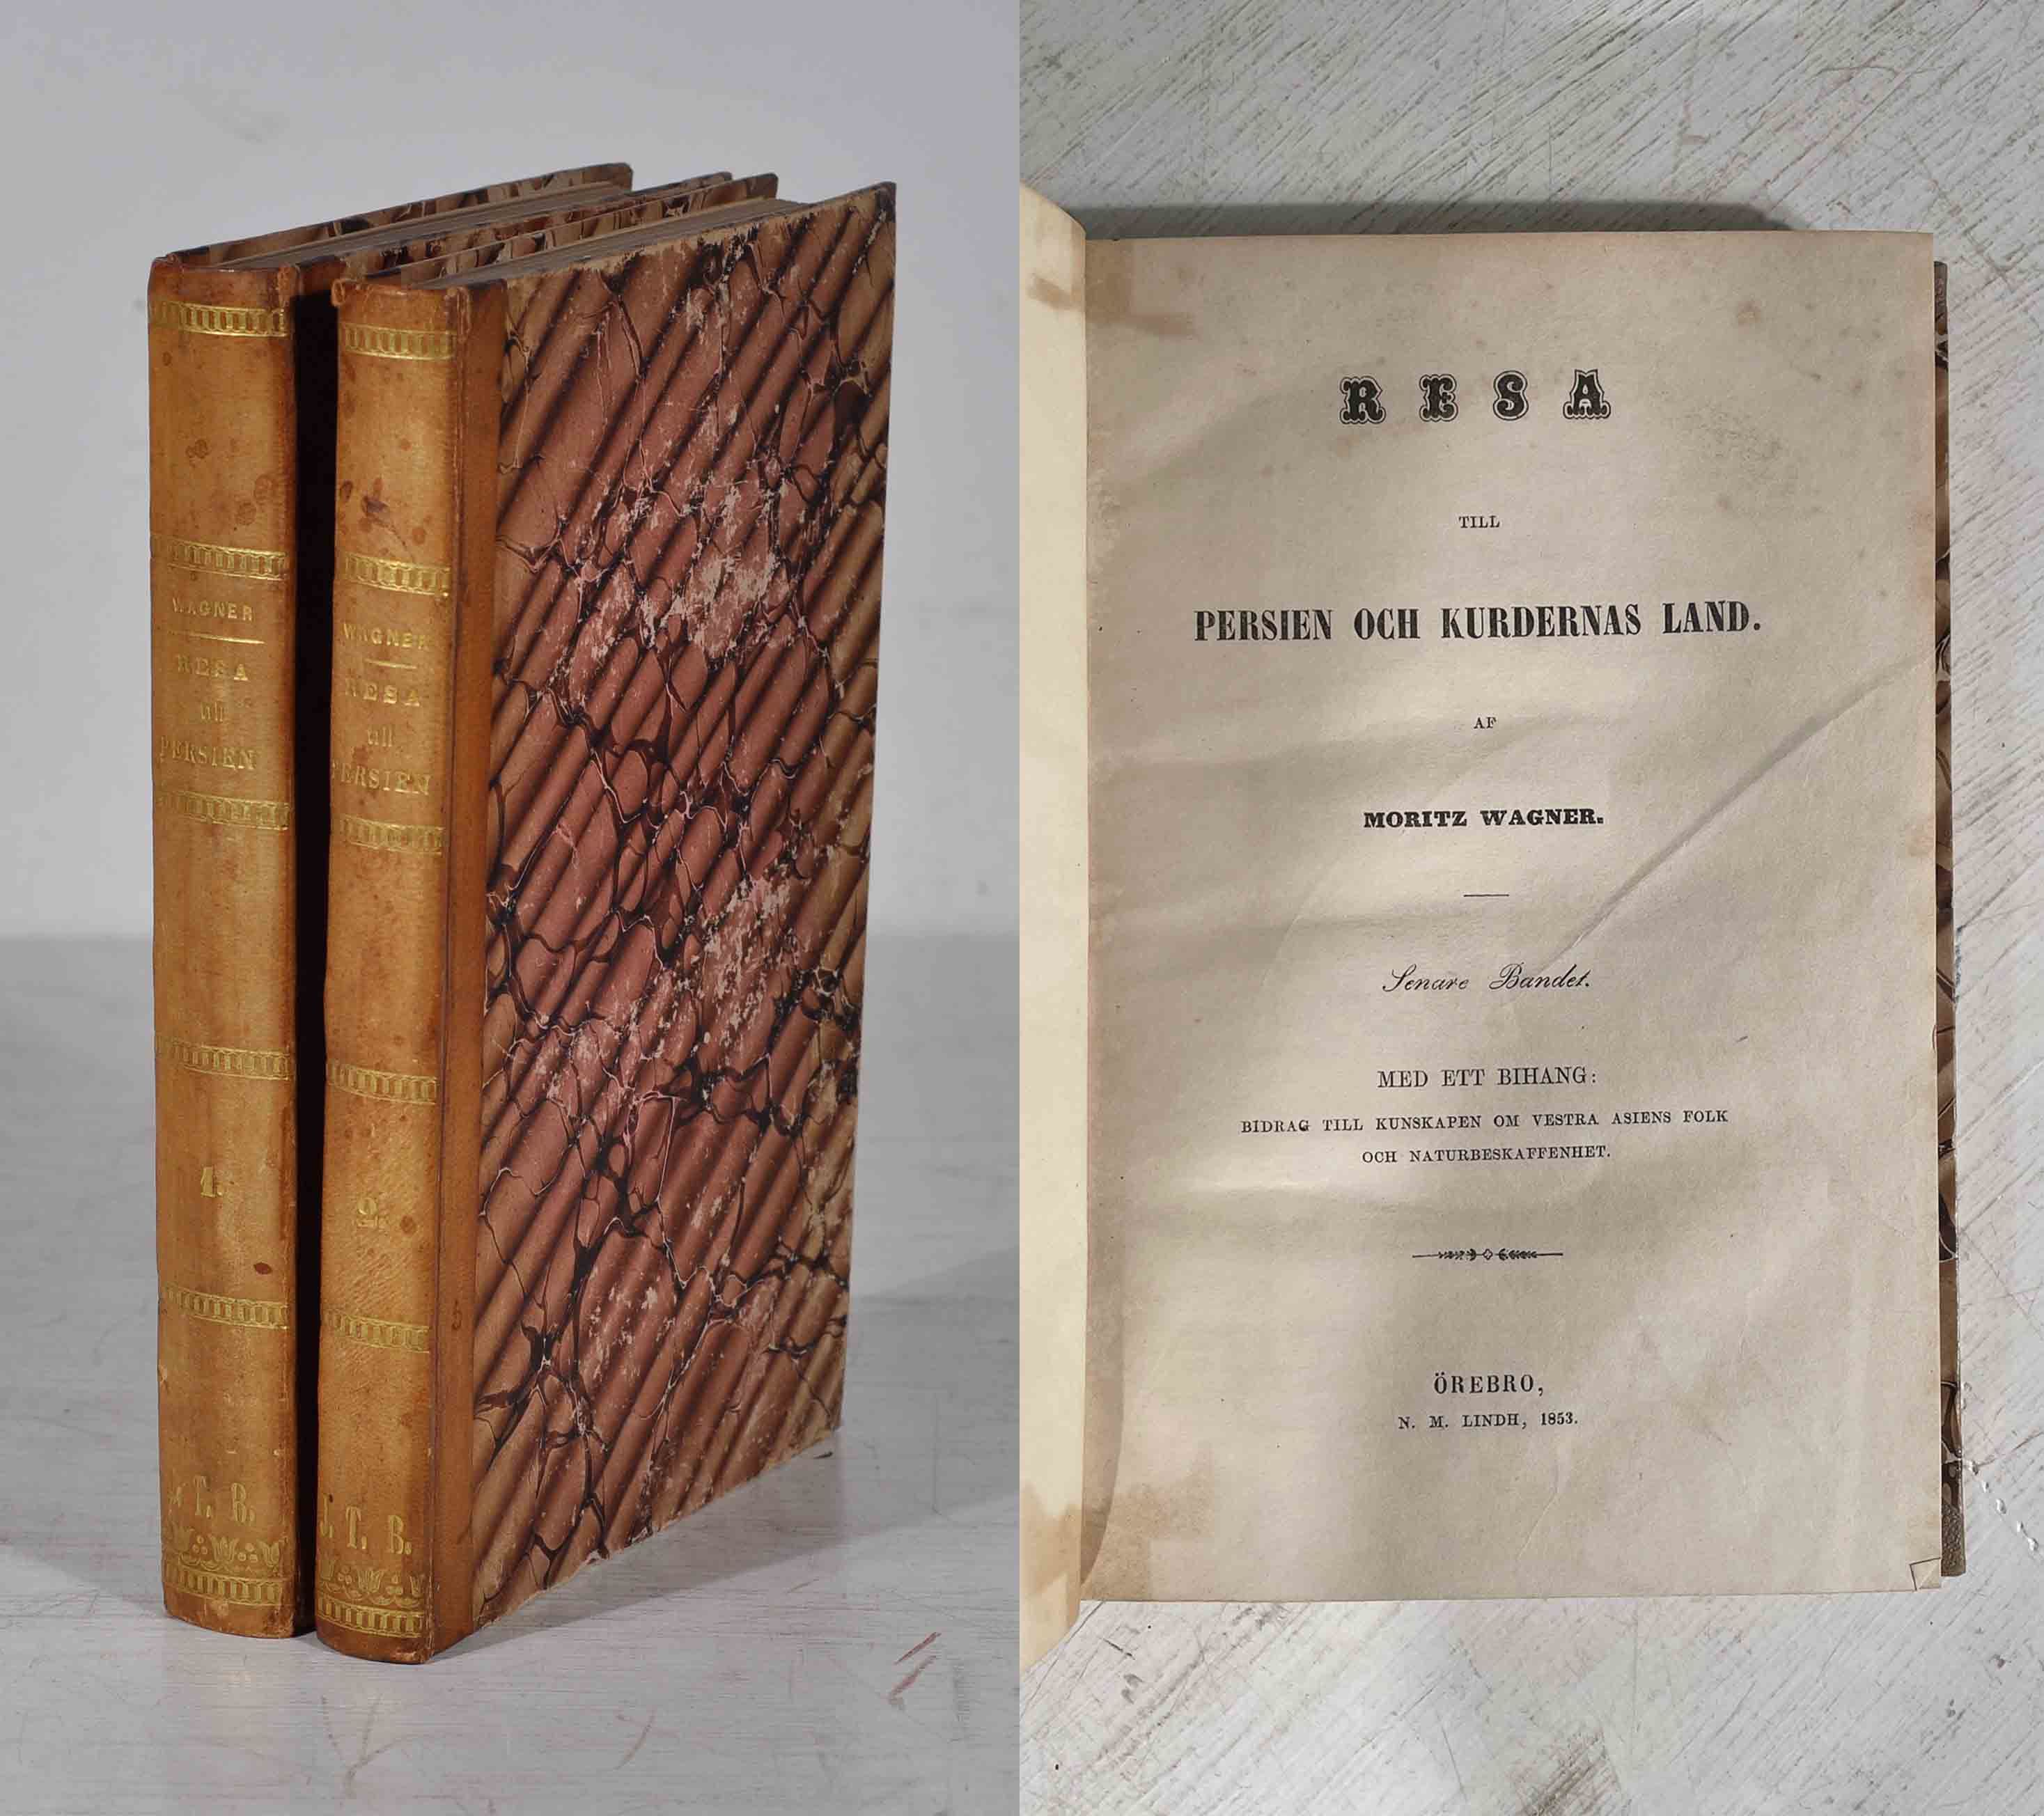 WAGNER
RESA
till
PERSIEN
1.
T. B.
WAGNER
RESA
till
PERSIEN
2.
J. T. B.
RESA
TILL
PERSIEN OCH KURDERNAS LAND.
AF
MORITZ WAGNER.
Senare Bandet.
MED ETT BIHANG:
BIDRAG TILL KUNSKAPEN OM VESTRA ASIENS FOLK
OCH NATURBESKAFFENHET.
ÖREBRO,
N. M. LINDH, 1853.